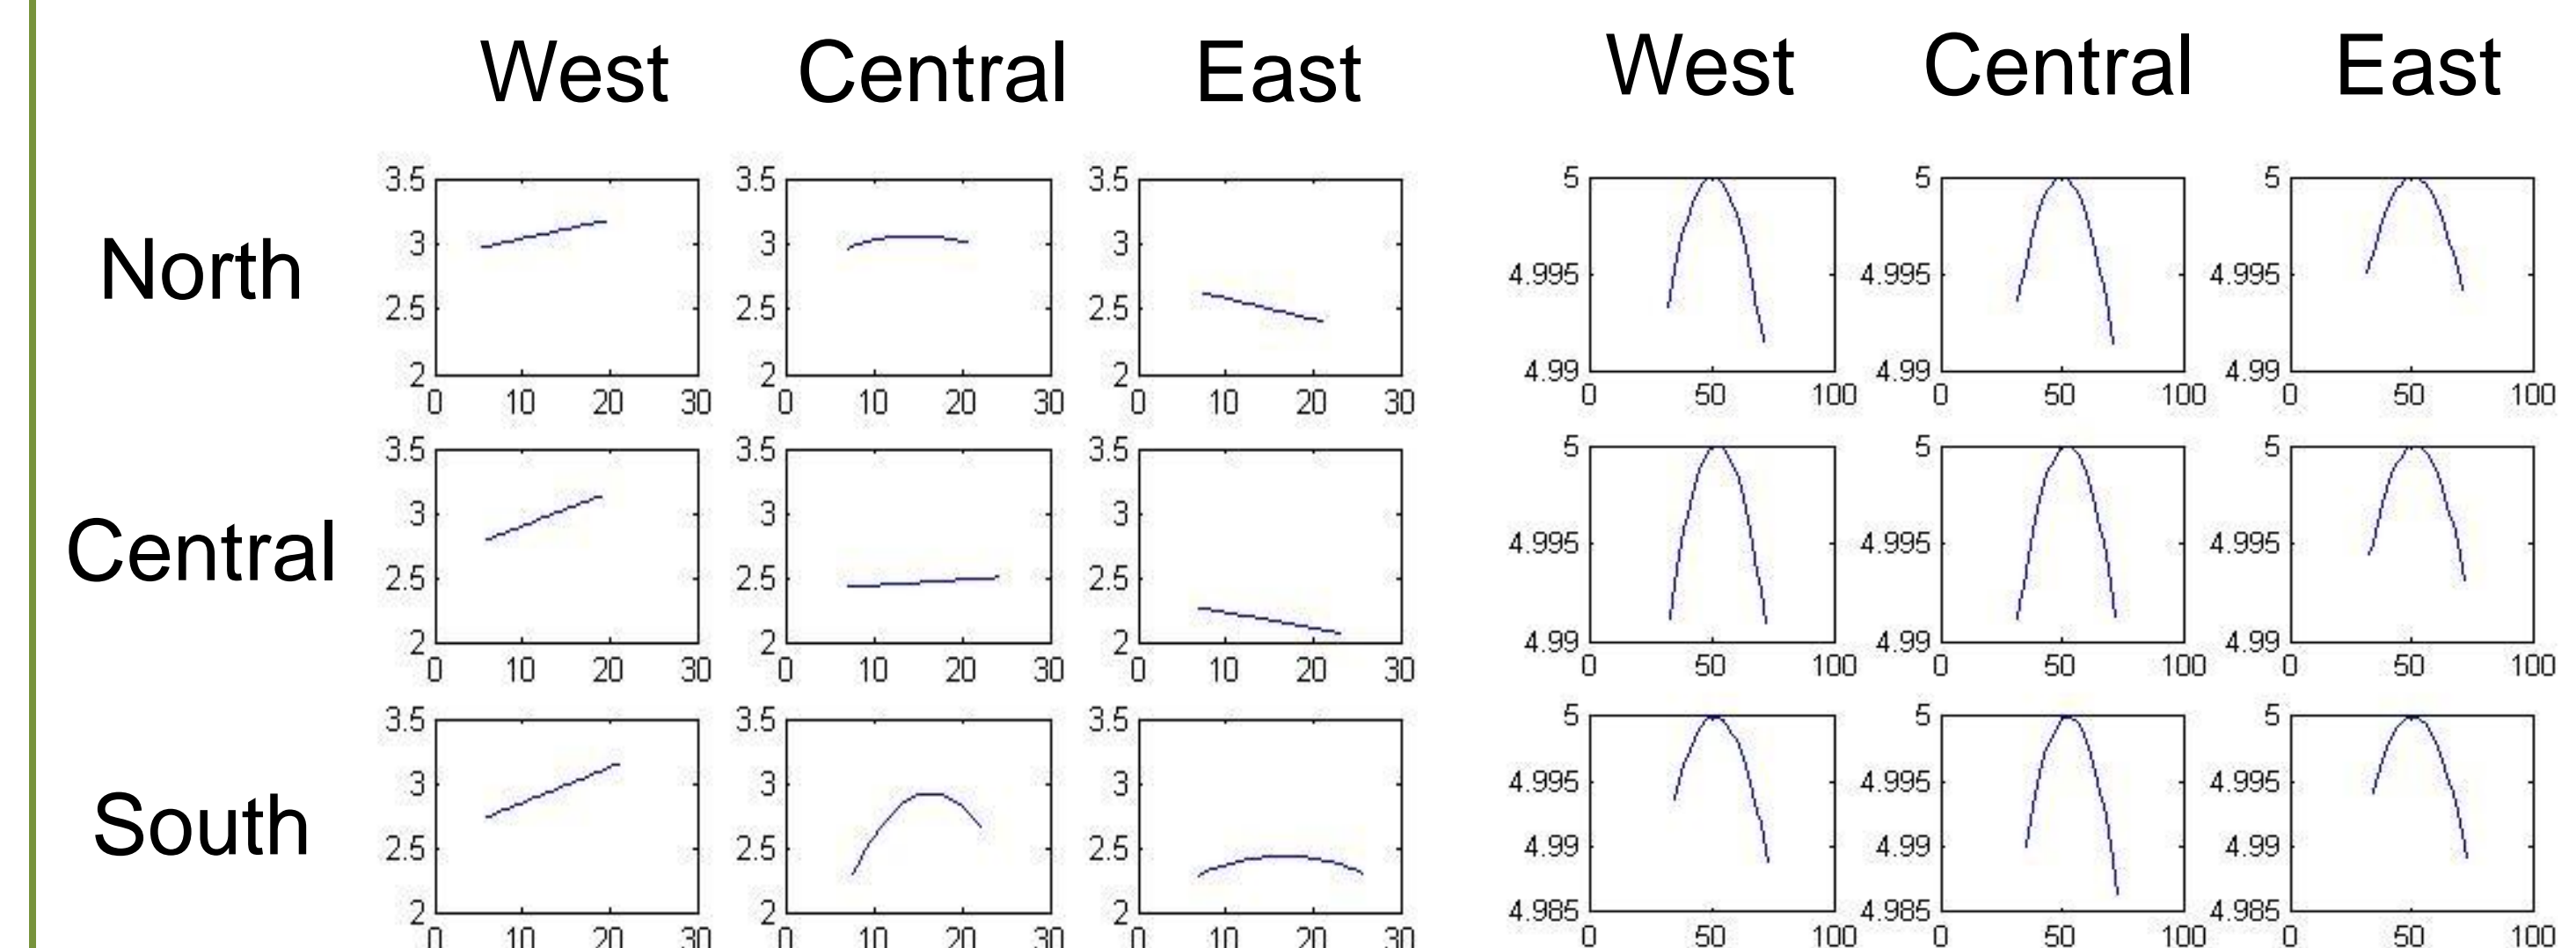 West Central East West Central East
North
3.5 3.5 3.5 5 5 5
3 3 3
2.5 2.5 2.5 4.995 4.995 4.995
2 2 2 4.99 4.99 4.99
0 10 20 30 0 10 20 30 0 10 20 30 0 50 100 0 50 100 0 50 100
Central
3.5 3.5 3.5 5 5 5
3 3 3
2.5 2.5 2.5 4.995 4.995 4.995
2 2 2 4.99 4.99 4.99
0 10 20 30 0 10 20 30 0 10 20 30 0 50 100 0 50 100 0 50 100
South
3.5 3.5 3.5 5 5 5
3 3 3 4.995 4.995 4.995
2.5 2.5 2.5 4.99 4.99 4.99
2 2 2 4.985 4.985 4.985
0 10 20 30 0 10 20 30 0 10 20 30 0 50 100 0 50 100 0 50 100